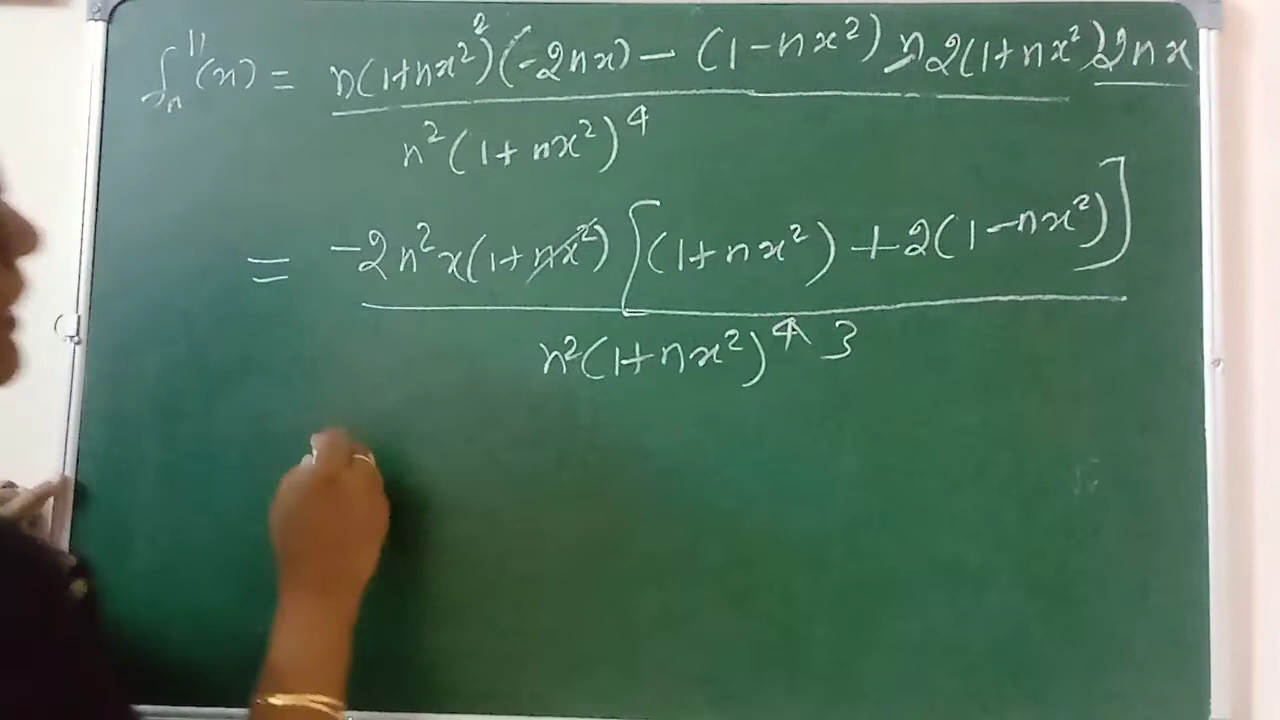 fₙ''(x) = n(1+nx²)²(-2nx) - (1-nx²) n 2(1+nx²) 2nx
n²(1+nx²)⁴
= -2n²x(1+nx²) [(1+nx²) + 2(1-nx²)]
n²(1+nx²)⁴ 3